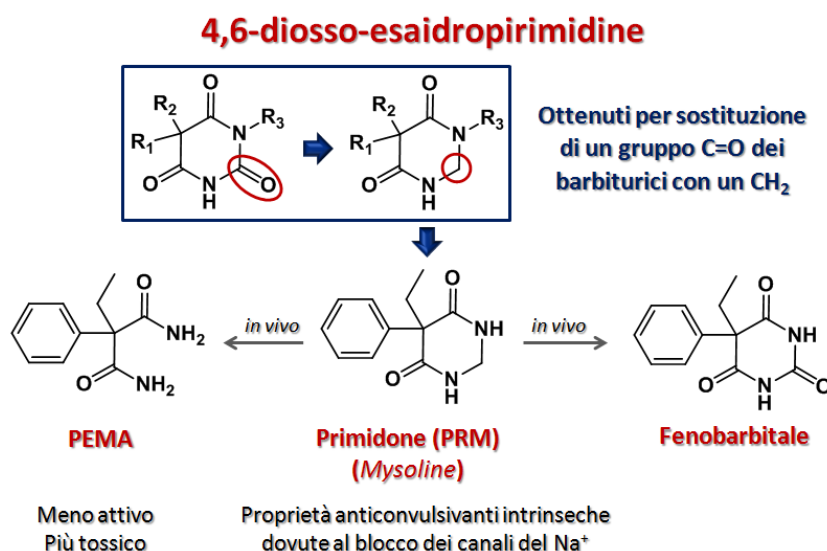 4,6-diosso-esaidropirimidine
O
R2
R1
N
R3
O
N
H
O
O
R2
R1
N
R3
O
N
H
Ottenuti per sostituzione
di un gruppo C=O dei
barbiturici con un CH2
O
NH2
O
NH2
in vivo
O
NH
O
N
H
in vivo
O
NH
O
N
H
O
PEMA
Primidone (PRM)
(Mysoline)
Fenobarbitale
Meno attivo
Più tossico
Proprietà anticonvulsivanti intrinseche
dovute al blocco dei canali del Na+